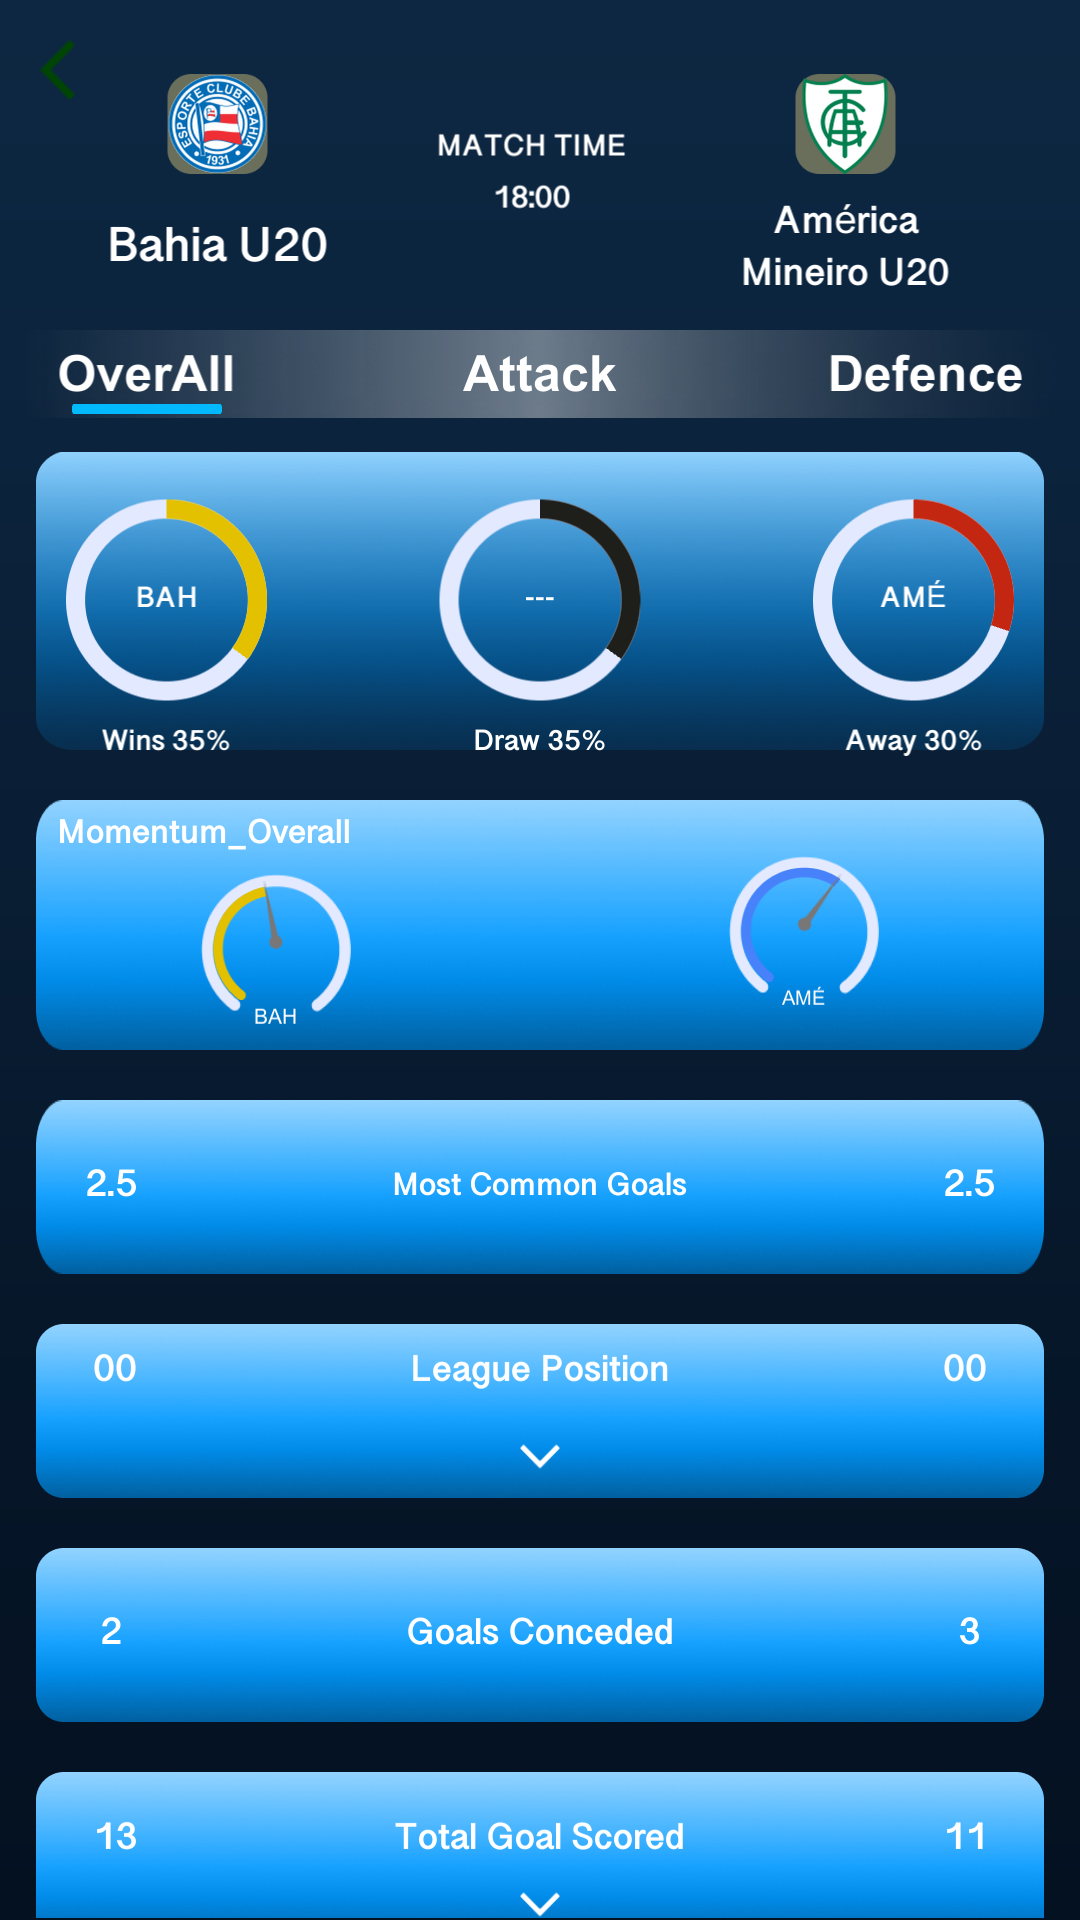 ESPORTE CLUBE BAHIA
1931
Bahia U20
MATCH TIME
18:00
América
Mineiro U20
OverAll
Attack
Defence
BAH
---
AMÉ
Wins 35%
Draw 35%
Away 30%
Momentum_Overall
BAH
AMÉ
2.5
Most Common Goals
2.5
00
League Position
00
2
Goals Conceded
3
13
Total Goal Scored
11